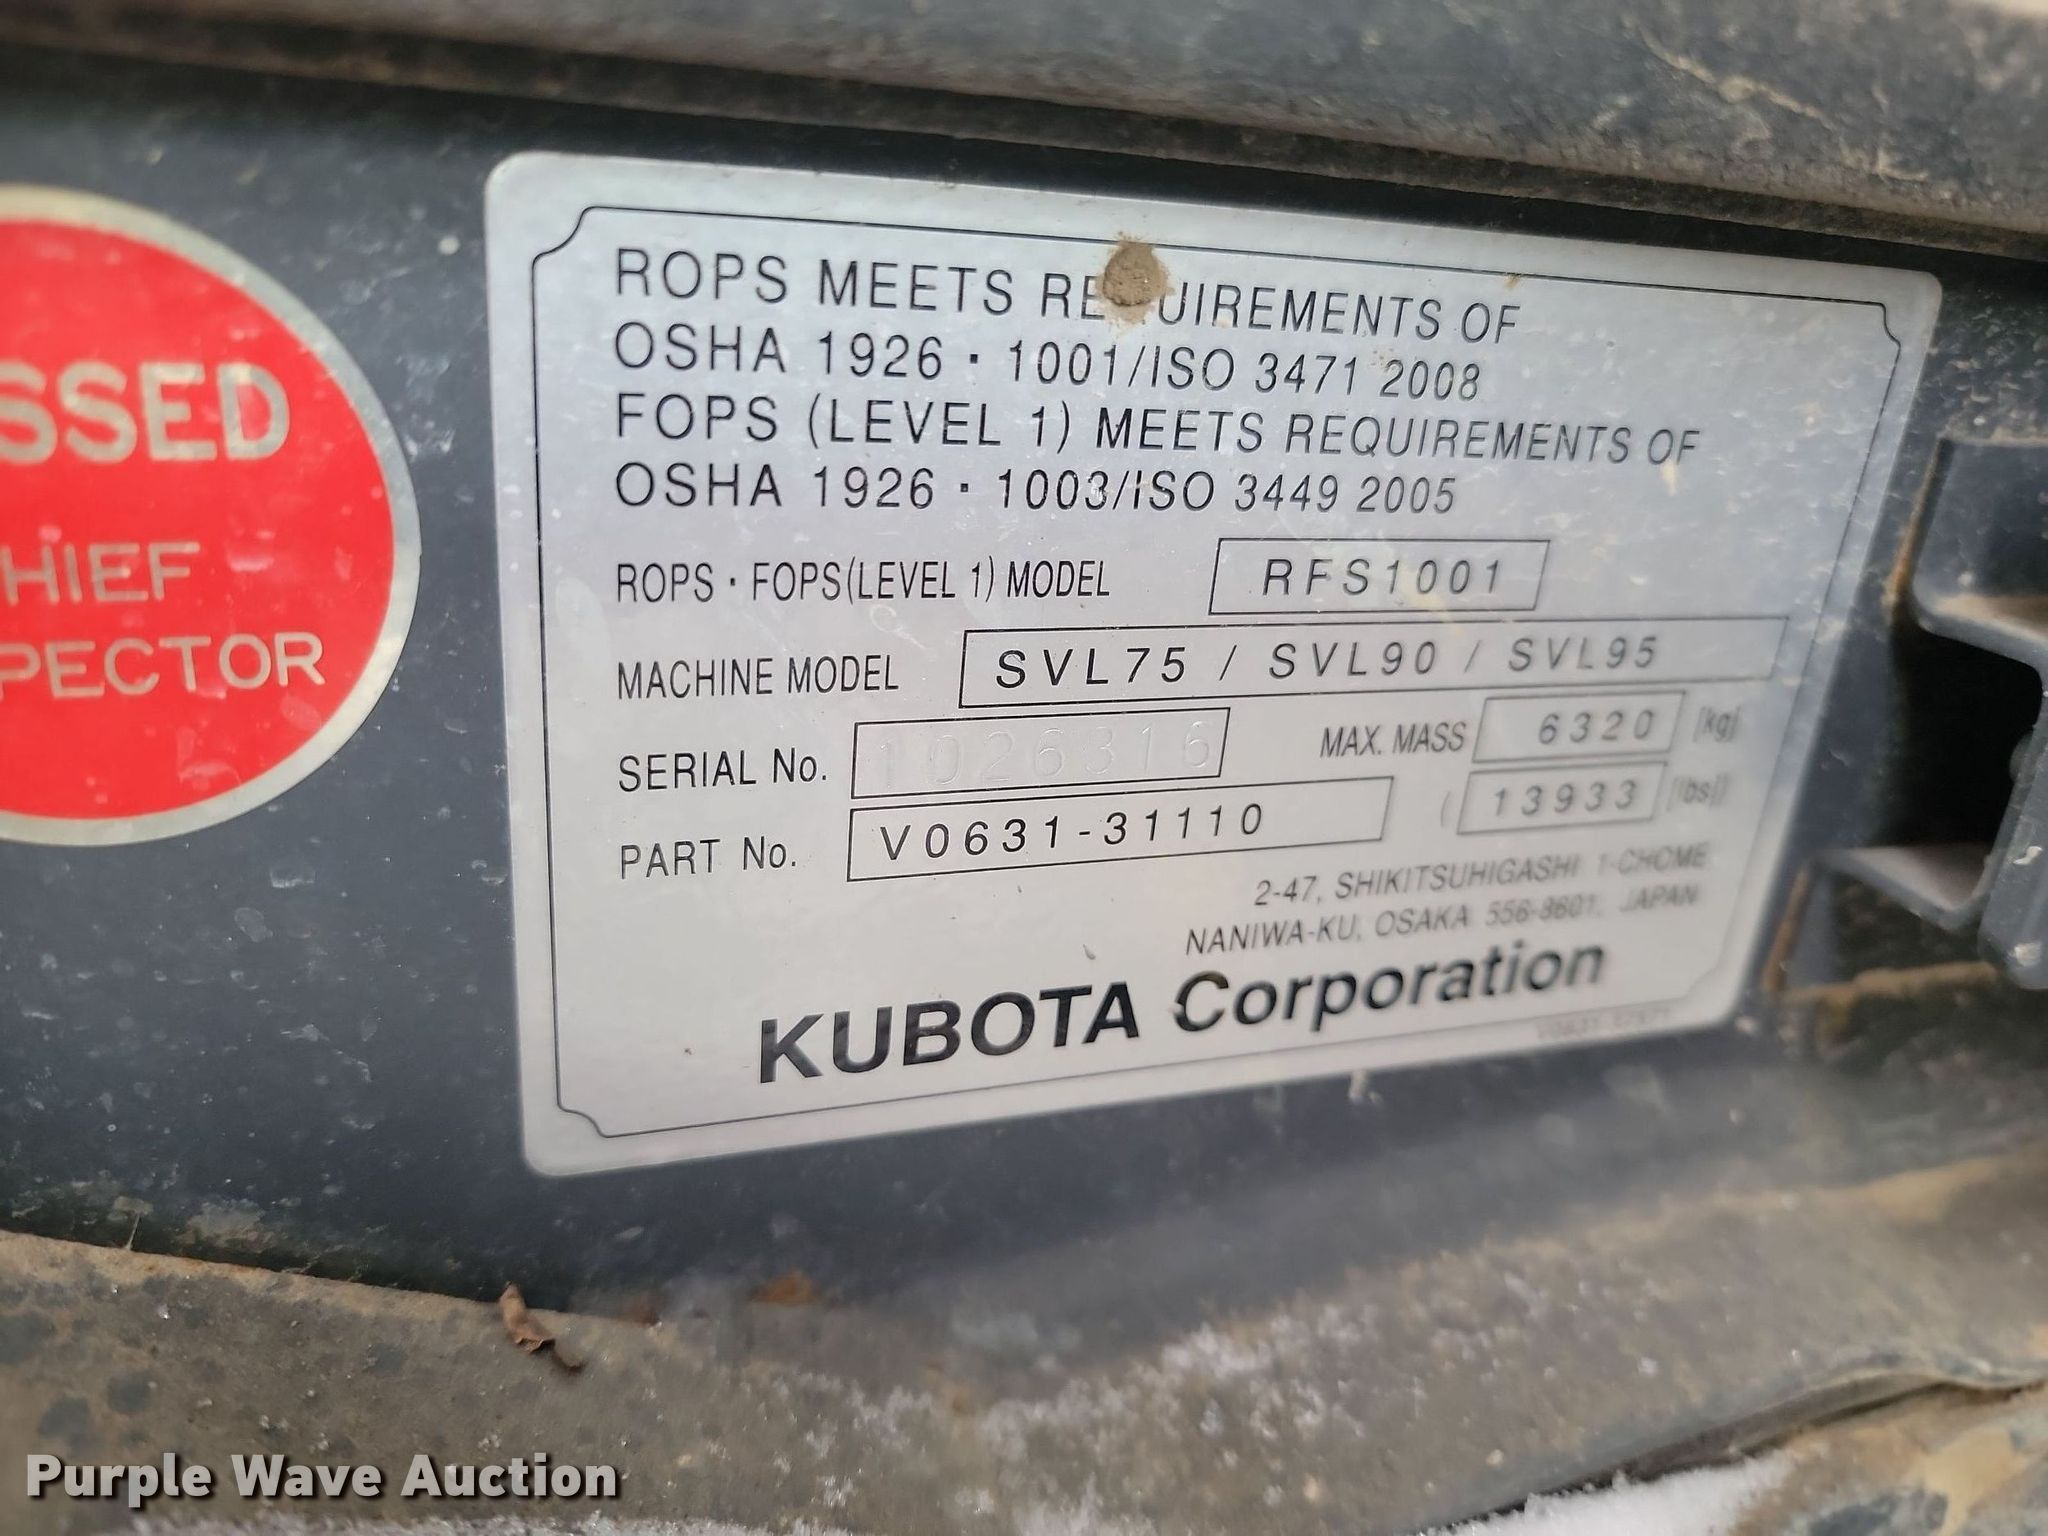 SSED
HIEF
PECTOR
ROPS MEETS REQUIREMENTS OF
OSHA 1926 · 1001/ISO 3471 2008
FOPS (LEVEL 1) MEETS REQUIREMENTS OF
OSHA 1926 · 1003/ISO 3449 2005
ROPS · FOPS(LEVEL 1) MODEL RFS1001
MACHINE MODEL SVL75 / SVL90 / SVL95
SERIAL No. 1026316 MAX. MASS 6320 [kg]
PART No. V0631-31110 ( 13933 [lbs])
2-47, SHIKITSUHIGASHI 1-CHOME
NANIWA-KU, OSAKA 556-8601, JAPAN
KUBOTA Corporation
Purple Wave Auction